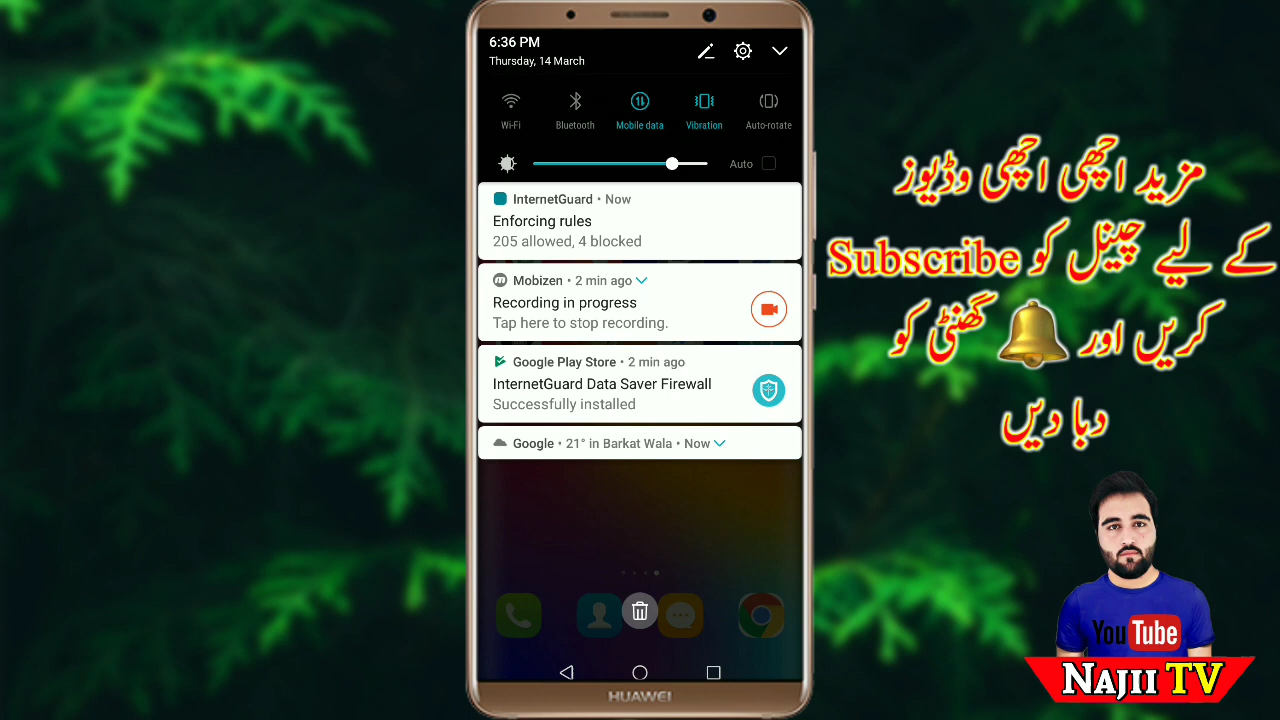 6:36 PM
Thursday, 14 March
Wi-Fi
Bluetooth
Mobile data
Vibration
Auto-rotate
Auto
InternetGuard • Now
Enforcing rules
205 allowed, 4 blocked
Mobizen • 2 min ago
Recording in progress
Tap here to stop recording.
Google Play Store • 2 min ago
InternetGuard Data Saver Firewall
Successfully installed
Google • 21° in Barkat Wala • Now
HUAWEI
مزید اچھی اچھی وڈیوز
کے لیے چینل کو Subscribe
کریں اور 🔔 گھنٹی کو
دبا دیں
YouTube
NAJII TV